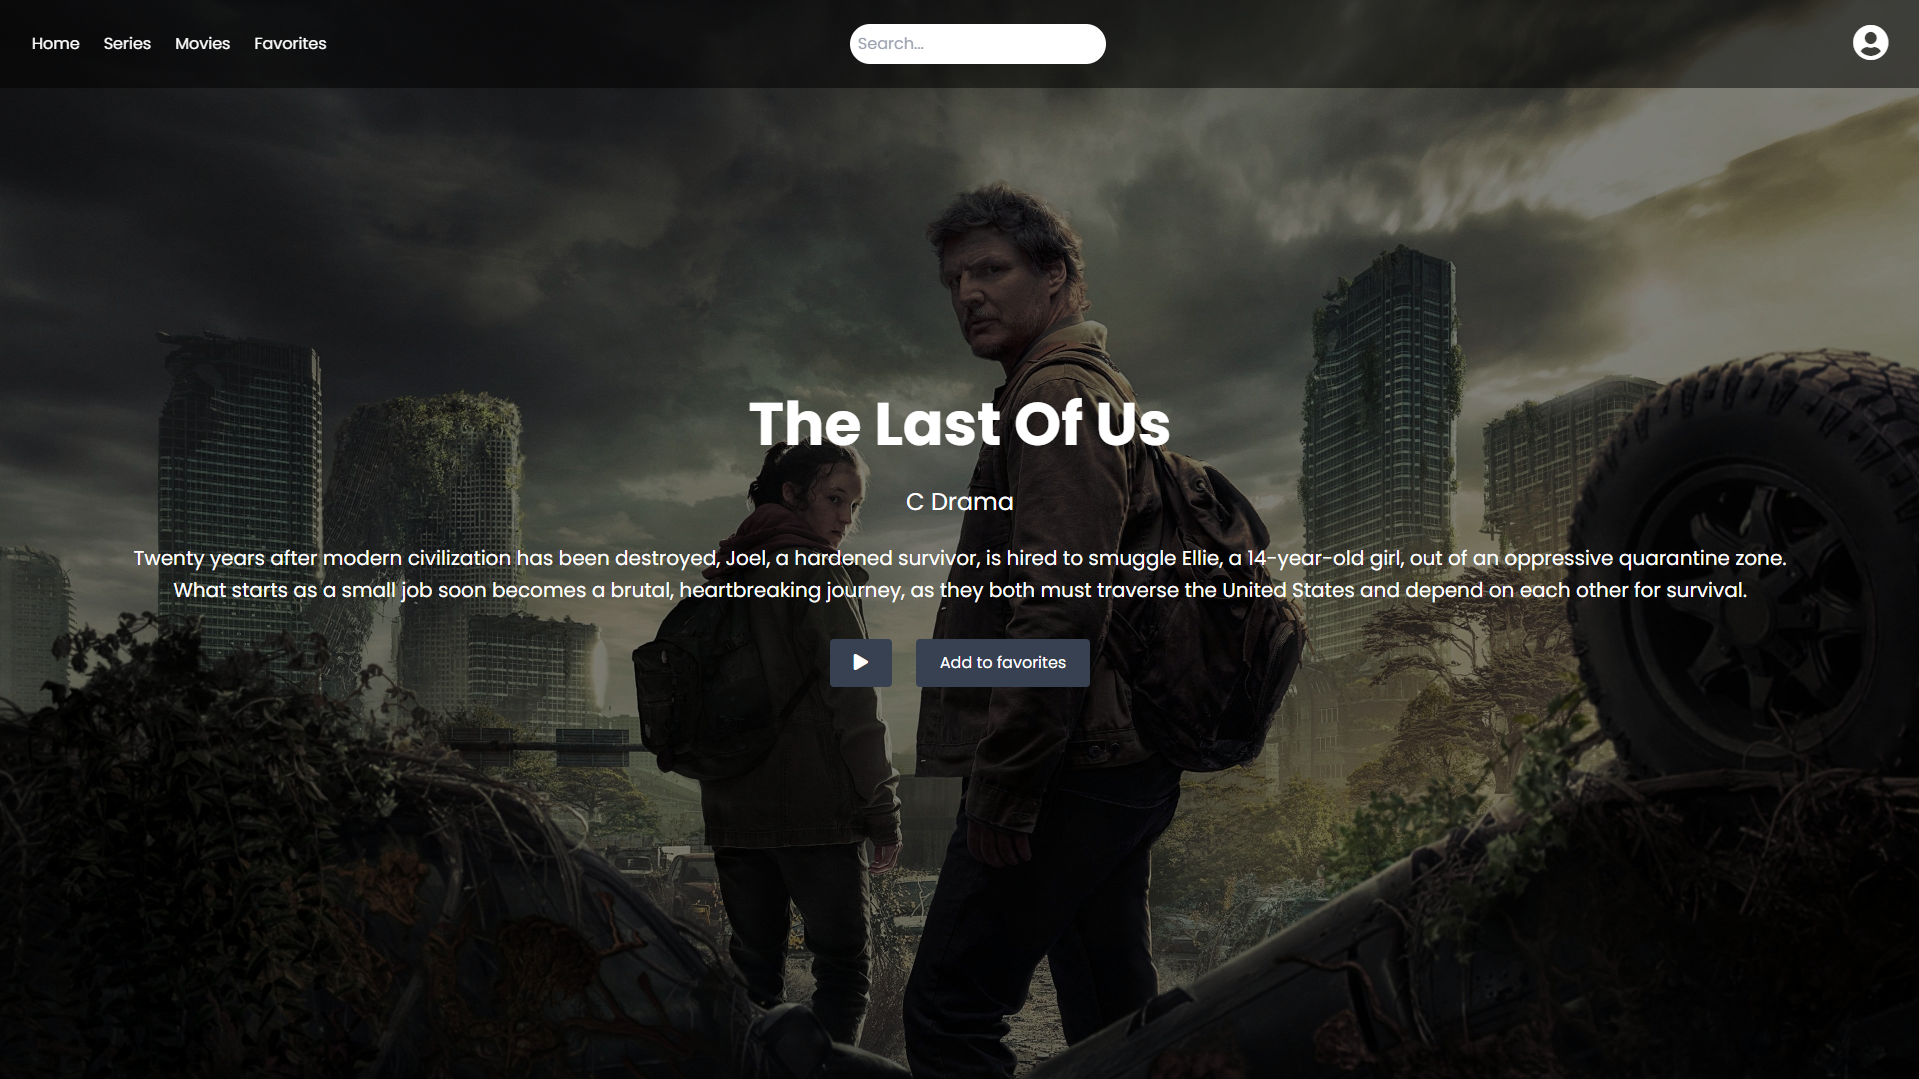 Home Series Movies Favorites Search...
The Last Of Us
C Drama
Twenty years after modern civilization has been destroyed, Joel, a hardened survivor, is hired to smuggle Ellie, a 14-year-old girl, out of an oppressive quarantine zone.
What starts as a small job soon becomes a brutal, heartbreaking journey, as they both must traverse the United States and depend on each other for survival.
Add to favorites